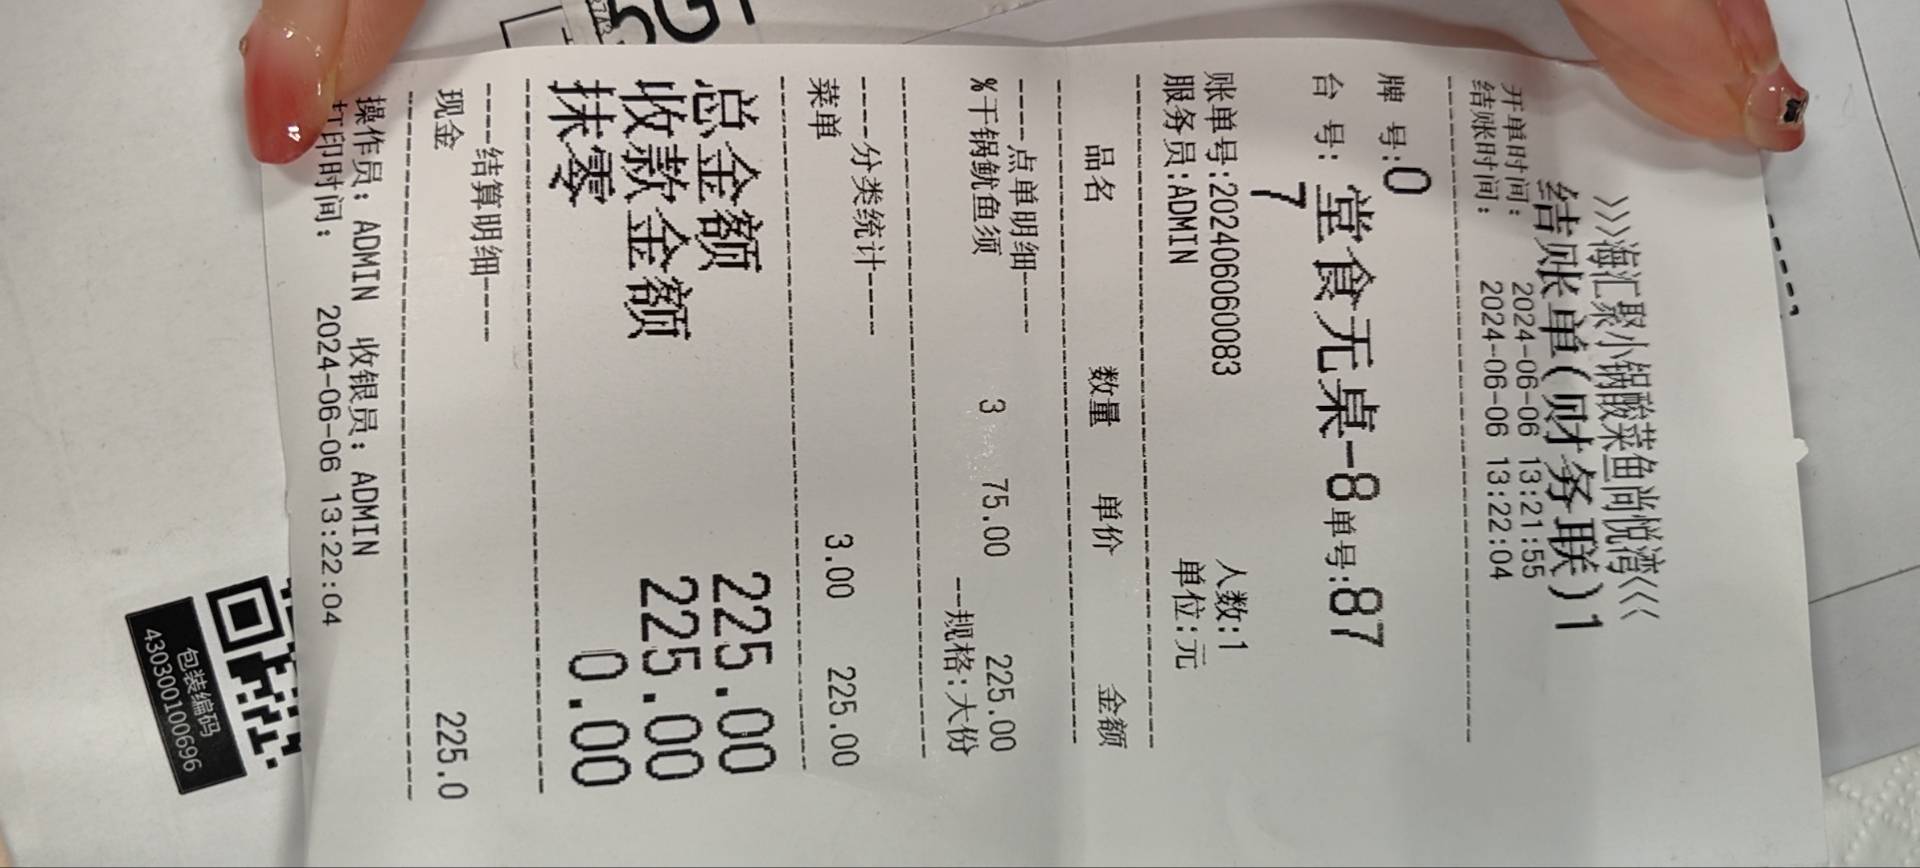 >>>海汇聚小锅酸菜鱼尚悦湾<<<
结账单(财务联)1
开单时间: 2024-06-06 13:21:55
结账时间: 2024-06-06 13:22:04
牌 号:0
台 号: 堂食无桌-8单号:87
7
账单号:2024060600083 人数:1
服务员:ADMIN 单位:元
品名 数量 单价 金额
----点单明细----
%干锅鱿鱼须 3 75.00 225.00
--规格:大份
----分类统计----
菜单 3.00 225.00
总金额 225.00
收款金额 225.00
抹零 0.00
----结算明细----
现金 225.0
操作员: ADMIN 收银员: ADMIN
打印时间: 2024-06-06 13:22:04
包装编码
430300100696